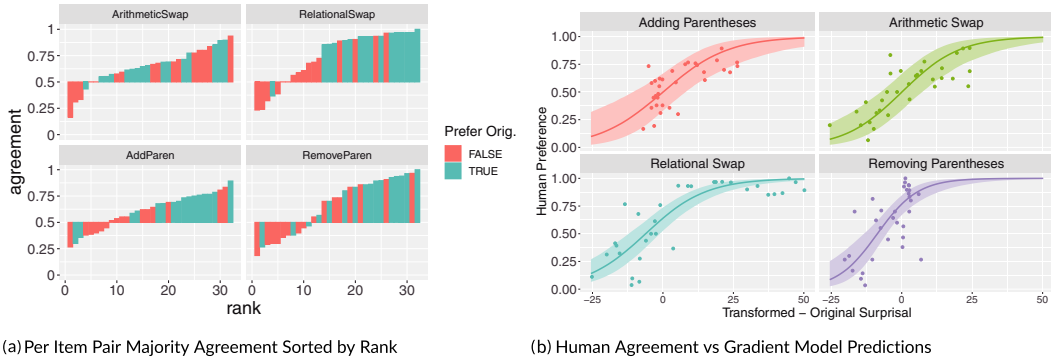 ArithmeticSwap
RelationalSwap
1
0.75
0.5
0.25
0
AddParen
RemoveParen
1
0.75
0.5
0.25
0
0 10 20 30
0 10 20 30
agreement
rank
Prefer Orig.
FALSE
TRUE
(a) Per Item Pair Majority Agreement Sorted by Rank
Adding Parentheses
Arithmetic Swap
1.00
0.75
0.50
0.25
0.00
Relational Swap
Removing Parentheses
1.00
0.75
0.50
0.25
0.00
−25 0 25 50
−25 0 25 50
Human Preference
Transformed − Original Surprisal
(b) Human Agreement vs Gradient Model Predictions